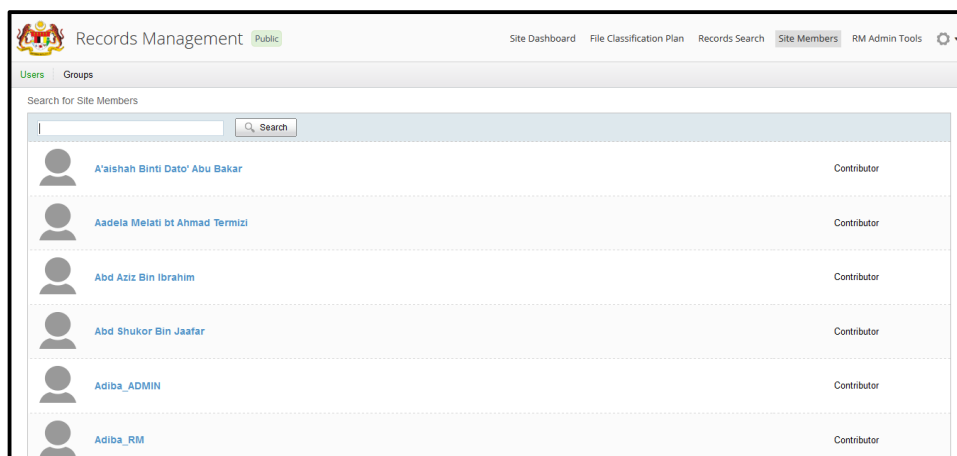 Records Management Public Site Dashboard File Classification Plan Records Search Site Members RM Admin Tools
Users Groups
Search for Site Members
Search
A'aishah Binti Dato' Abu Bakar Contributor
Aadela Melati bt Ahmad Termizi Contributor
Abd Aziz Bin Ibrahim Contributor
Abd Shukor Bin Jaafar Contributor
Adiba_ADMIN Contributor
Adiba_RM Contributor